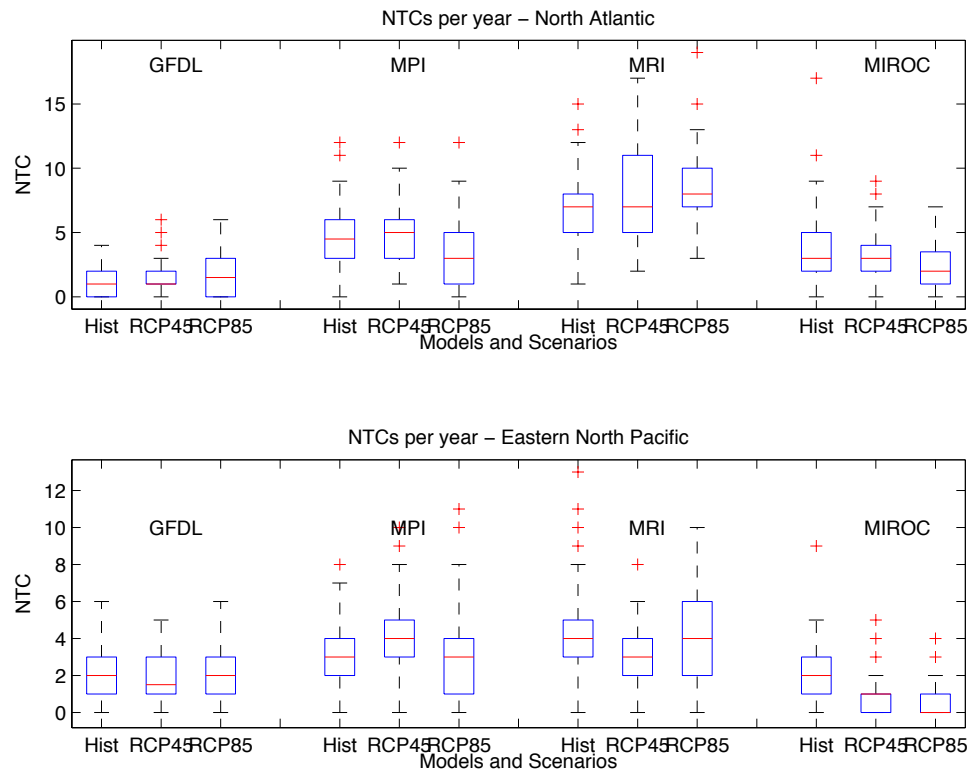 NTCs per year − North Atlantic
GFDL MPI MRI MIROC
15
10
5
0
NTC
Hist RCP45 RCP85 Hist RCP45 RCP85 Hist RCP45 RCP85 Hist RCP45 RCP85
Models and Scenarios
NTCs per year − Eastern North Pacific
12
GFDL MPI MRI MIROC
10
8
6
4
2
0
NTC
Hist RCP45 RCP85 Hist RCP45 RCP85 Hist RCP45 RCP85 Hist RCP45 RCP85
Models and Scenarios